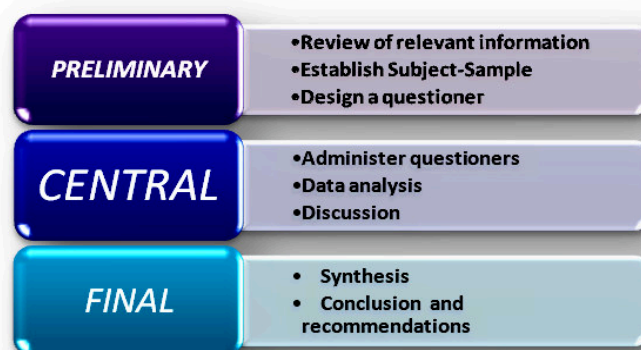 PRELIMINARY
•Review of relevant information
•Establish Subject-Sample
•Design a questioner
CENTRAL
•Administer questioners
•Data analysis
•Discussion
FINAL
• Synthesis
• Conclusion and
recommendations